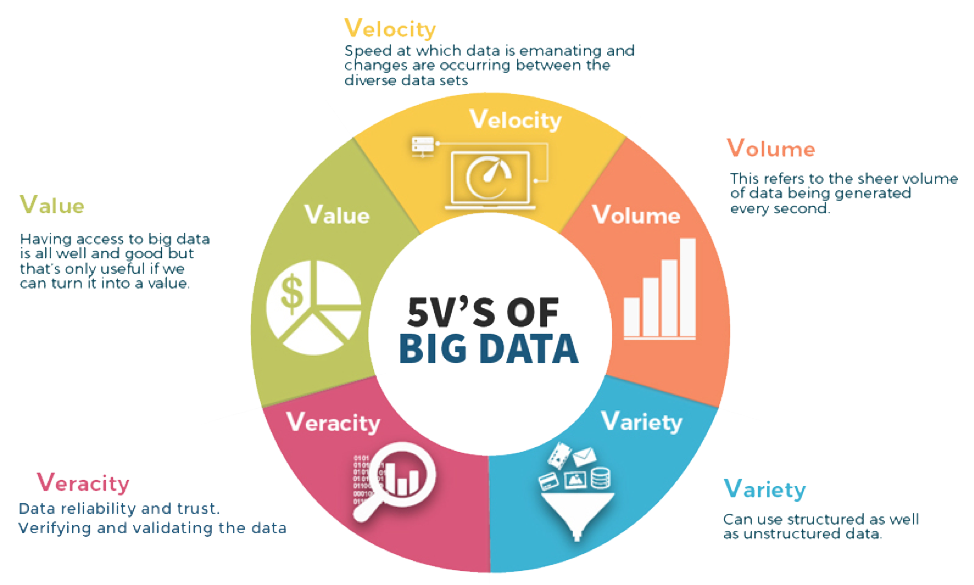 Velocity
Speed at which data is emanating and
changes are occurring between the
diverse data sets
Velocity
Volume
This refers to the sheer volume
of data being generated
every second.
Volume
Value
Having access to big data
is all well and good but
that's only useful if we
can turn it into a value.
Value
$
5V'S OF
BIG DATA
Veracity
Variety
Veracity
Data reliability and trust.
Verifying and validating the data
Variety
Can use structured as well
as unstructured data.